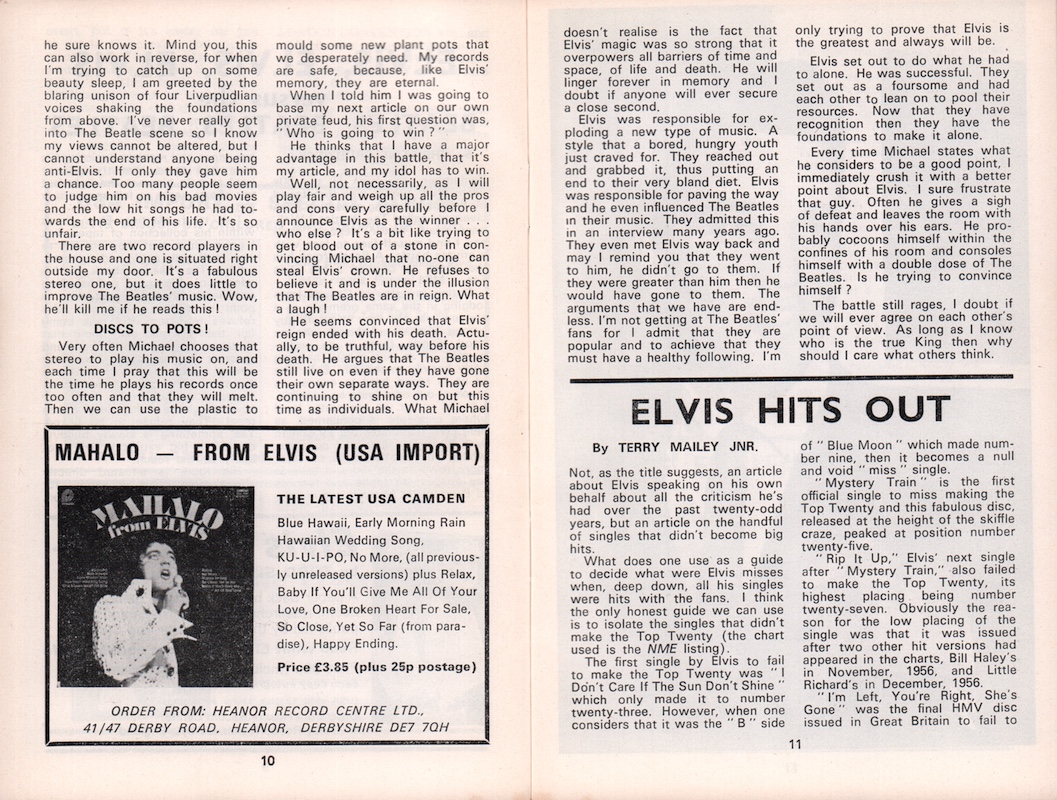 he sure knows it. Mind you, this
can also work in reverse, for when
I'm trying to catch up on some
beauty sleep, I am greeted by the
blaring unison of four Liverpudlian
voices shaking the foundations
from above. I've never really got
into The Beatle scene so I know
my views cannot be altered, but I
cannot understand anyone being
anti-Elvis. If only they gave him
a chance. Too many people seem
to judge him on his bad movies
and the low hit songs he had to-
wards the end of his life. It's so
unfair.
There are two record players in
the house and one is situated right
outside my door. It's a fabulous
stereo one, but it does little to
improve The Beatles' music. Wow,
he'll kill me if he reads this !
DISCS TO POTS !
Very often Michael chooses that
stereo to play his music on, and
each time I pray that this will be
the time he plays his records once
too often and that they will melt.
Then we can use the plastic to
mould some new plant pots that
we desperately need. My records
are safe, because, like Elvis'
memory, they are eternal.
When I told him I was going to
base my next article on our own
private feud, his first question was,
" Who is going to win ? "
He thinks that I have a major
advantage in this battle, that it's
my article, and my idol has to win.
Well, not necessarily, as I will
play fair and weigh up all the pros
and cons very carefully before I
announce Elvis as the winner . . .
who else ? It's a bit like trying to
get blood out of a stone in con-
vincing Michael that no-one can
steal Elvis' crown. He refuses to
believe it and is under the illusion
that The Beatles are in reign. What
a laugh !
He seems convinced that Elvis'
reign ended with his death. Actu-
ally, to be truthful, way before his
death. He argues that The Beatles
still live on even if they have gone
their own separate ways. They are
continuing to shine on but this
time as individuals. What Michael
MAHALO — FROM ELVIS (USA IMPORT)
MAHALO
from ELVIS
THE LATEST USA CAMDEN
Blue Hawaii, Early Morning Rain
Hawaiian Wedding Song,
KU-U-I-PO, No More, (all previous-
ly unreleased versions) plus Relax,
Baby If You'll Give Me All Of Your
Love, One Broken Heart For Sale,
So Close, Yet So Far (from para-
dise), Happy Ending.
Price £3.85 (plus 25p postage)
ORDER FROM: HEANOR RECORD CENTRE LTD.,
41/47 DERBY ROAD, HEANOR, DERBYSHIRE DE7 7QH
10
doesn't realise is the fact that
Elvis' magic was so strong that it
overpowers all barriers of time and
space, of life and death. He will
linger forever in memory and I
doubt if anyone will ever secure
a close second.
Elvis was responsible for ex-
ploding a new type of music. A
style that a bored, hungry youth
just craved for. They reached out
and grabbed it, thus putting an
end to their very bland diet. Elvis
was responsible for paving the way
and he even influenced The Beatles
in their music. They admitted this
in an interview many years ago.
They even met Elvis way back and
may I remind you that they went
to him, he didn't go to them. If
they were greater than him then he
would have gone to them. The
arguments that we have are end-
less. I'm not getting at The Beatles'
fans for I admit that they are
popular and to achieve that they
must have a healthy following. I'm
only trying to prove that Elvis is
the greatest and always will be.
Elvis set out to do what he had
to alone. He was successful. They
set out as a foursome and had
each other to lean on to pool their
resources. Now that they have
recognition then they have the
foundations to make it alone.
Every time Michael states what
he considers to be a good point, I
immediately crush it with a better
point about Elvis. I sure frustrate
that guy. Often he gives a sigh
of defeat and leaves the room with
his hands over his ears. He pro-
bably cocoons himself within the
confines of his room and consoles
himself with a double dose of The
Beatles. Is he trying to convince
himself ?
The battle still rages, I doubt if
we will ever agree on each other's
point of view. As long as I know
who is the true King then why
should I care what others think.
ELVIS HITS OUT
By TERRY MAILEY JNR.
Not, as the title suggests, an article
about Elvis speaking on his own
behalf about all the criticism he's
had over the past twenty-odd
years, but an article on the handful
of singles that didn't become big
hits.
What does one use as a guide
to decide what were Elvis misses
when, deep down, all his singles
were hits with the fans. I think
the only honest guide we can use
is to isolate the singles that didn't
make the Top Twenty (the chart
used is the NME listing).
The first single by Elvis to fail
to make the Top Twenty was " I
Don't Care If The Sun Don't Shine "
which only made it to number
twenty-three. However, when one
considers that it was the " B " side
of " Blue Moon " which made num-
ber nine, then it becomes a null
and void " miss " single.
" Mystery Train " is the first
official single to miss making the
Top Twenty and this fabulous disc,
released at the height of the skiffle
craze, peaked at position number
twenty-five.
" Rip It Up," Elvis' next single
after " Mystery Train," also failed
to make the Top Twenty, its
highest placing being number
twenty-seven. Obviously the rea-
son for the low placing of the
single was that it was issued
after two other hit versions had
appeared in the charts, Bill Haley's
in November, 1956, and Little
Richard's in December, 1956.
" I'm Left, You're Right, She's
Gone " was the final HMV disc
issued in Great Britain to fail to
11